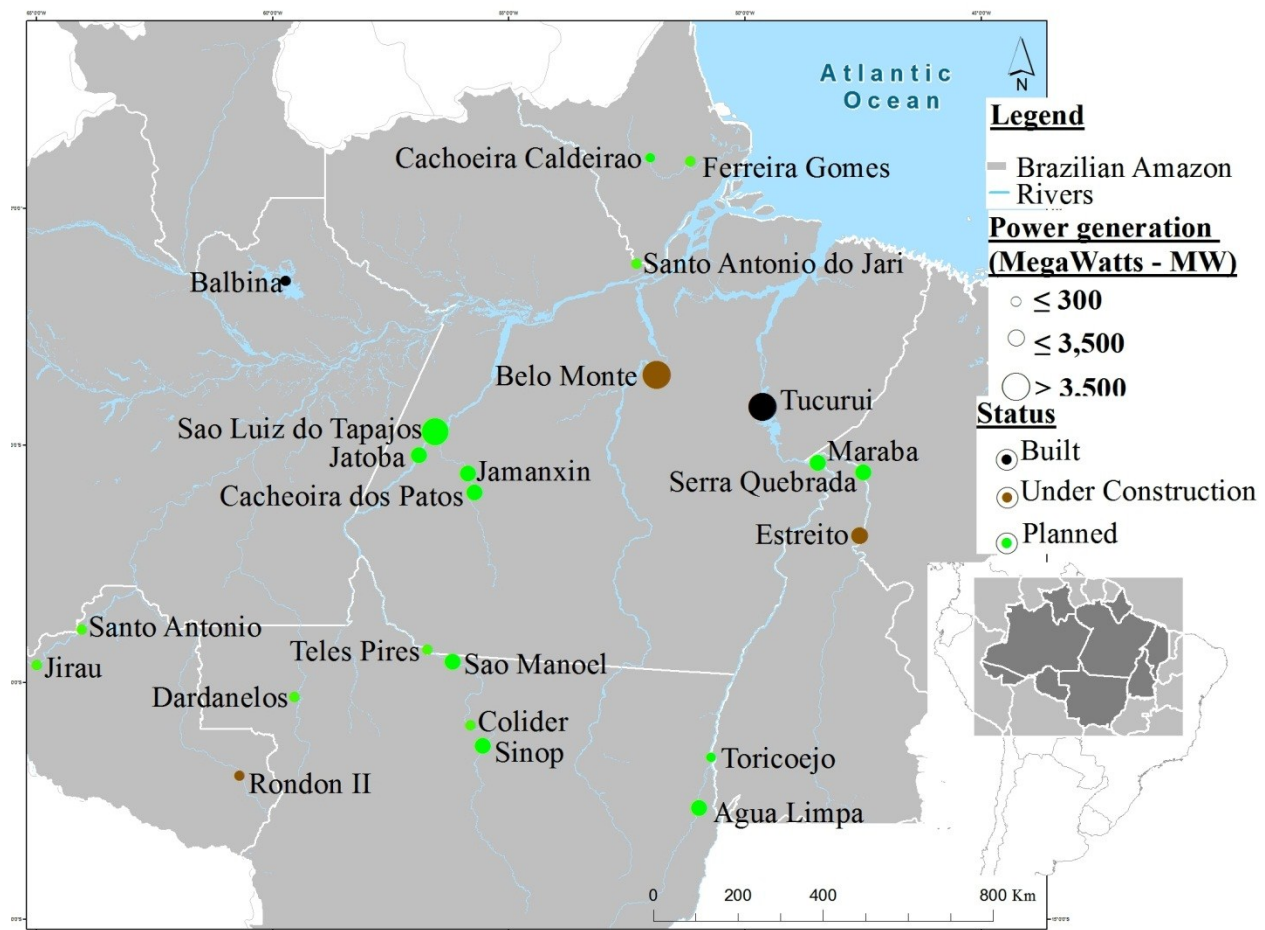 Atlantic
Ocean
N
Legend
Brazilian Amazon
Rivers
Power generation
(MegaWatts - MW)
≤ 300
≤ 3,500
> 3,500
Status
Built
Under Construction
Planned
Cachoeira Caldeirao
Ferreira Gomes
Santo Antonio do Jari
Balbina
Belo Monte
Tucurui
Sao Luiz do Tapajos
Jatoba
Jamanxin
Cacheoira dos Patos
Maraba
Serra Quebrada
Estreito
Santo Antonio
Jirau
Teles Pires
Sao Manoel
Dardanelos
Colider
Sinop
Rondon II
Toricoejo
Agua Limpa
0 200 400 800 Km